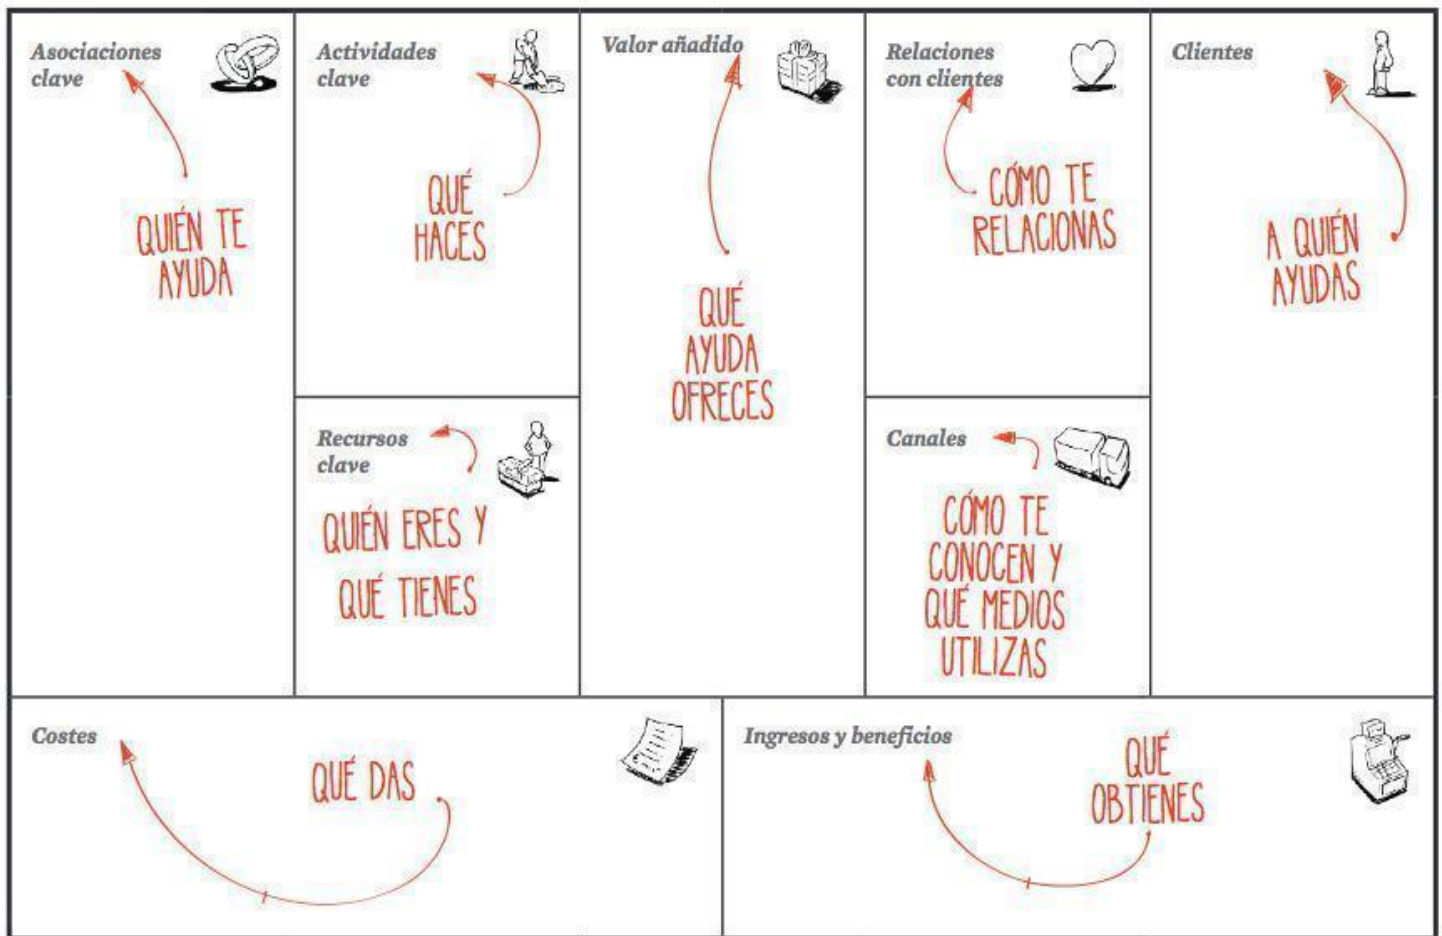 Asociaciones
clave
QUIÉN TE
AYUDA
Actividades
clave
QUÉ
HACES
Recursos
clave
QUIÉN ERES Y
QUÉ TIENES
Valor añadido
QUÉ
AYUDA
OFRECES
Relaciones
con clientes
CÓMO TE
RELACIONAS
Canales
CÓMO TE
CONOCEN Y
QUÉ MEDIOS
UTILIZAS
Clientes
A QUIÉN
AYUDAS
Costes
QUÉ DAS
Ingresos y beneficios
QUÉ
OBTIENES